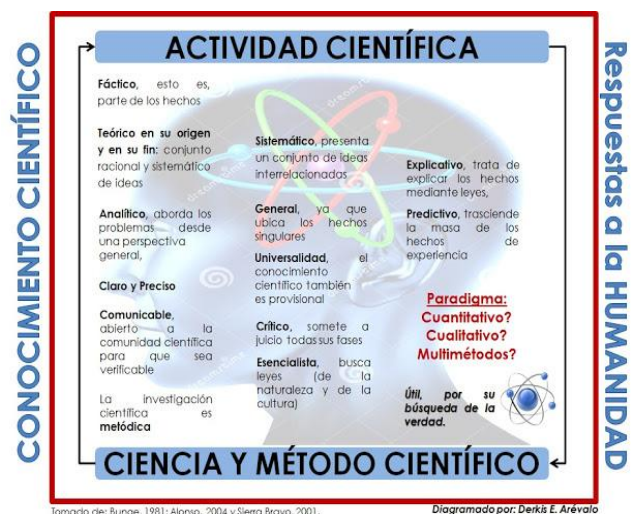 ACTIVIDAD CIENTÍFICA
CONOCIMIENTO CIENTÍFICO
Fáctico, esto es,
parte de los hechos
Teórico en su origen
y en su fin: conjunto
racional y sistemático
de ideas
Analítico, aborda los
problemas desde
una perspectiva
general,
Claro y Preciso
Comunicable,
abierto a la
comunidad científica
para que sea
verificable
La investigación
científica es
metódica
Sistemático, presenta
un conjunto de ideas
interrelacionadas
General, ya que
ubica los hechos
singulares
Universalidad, el
conocimiento
científico también
es provisional
Crítico, somete a
juicio todas sus fases
Esencialista, busca
leyes (de la
naturaleza y de la
cultura)
Explicativo, trata de
explicar los hechos
mediante leyes,
Predictivo, trasciende
la masa de los
hechos de
experiencia
Paradigma:
Cuantitativo?
Cualitativo?
Multimétodos?
Útil, por su
búsqueda de la
verdad.
Respuestas a la HUMANIDAD
CIENCIA Y MÉTODO CIENTÍFICO
Tomado de: Bunge, 1981; Alonso, 2004 y Sierra Bravo, 2001.
Diagramado por: Derkis E. Arévalo